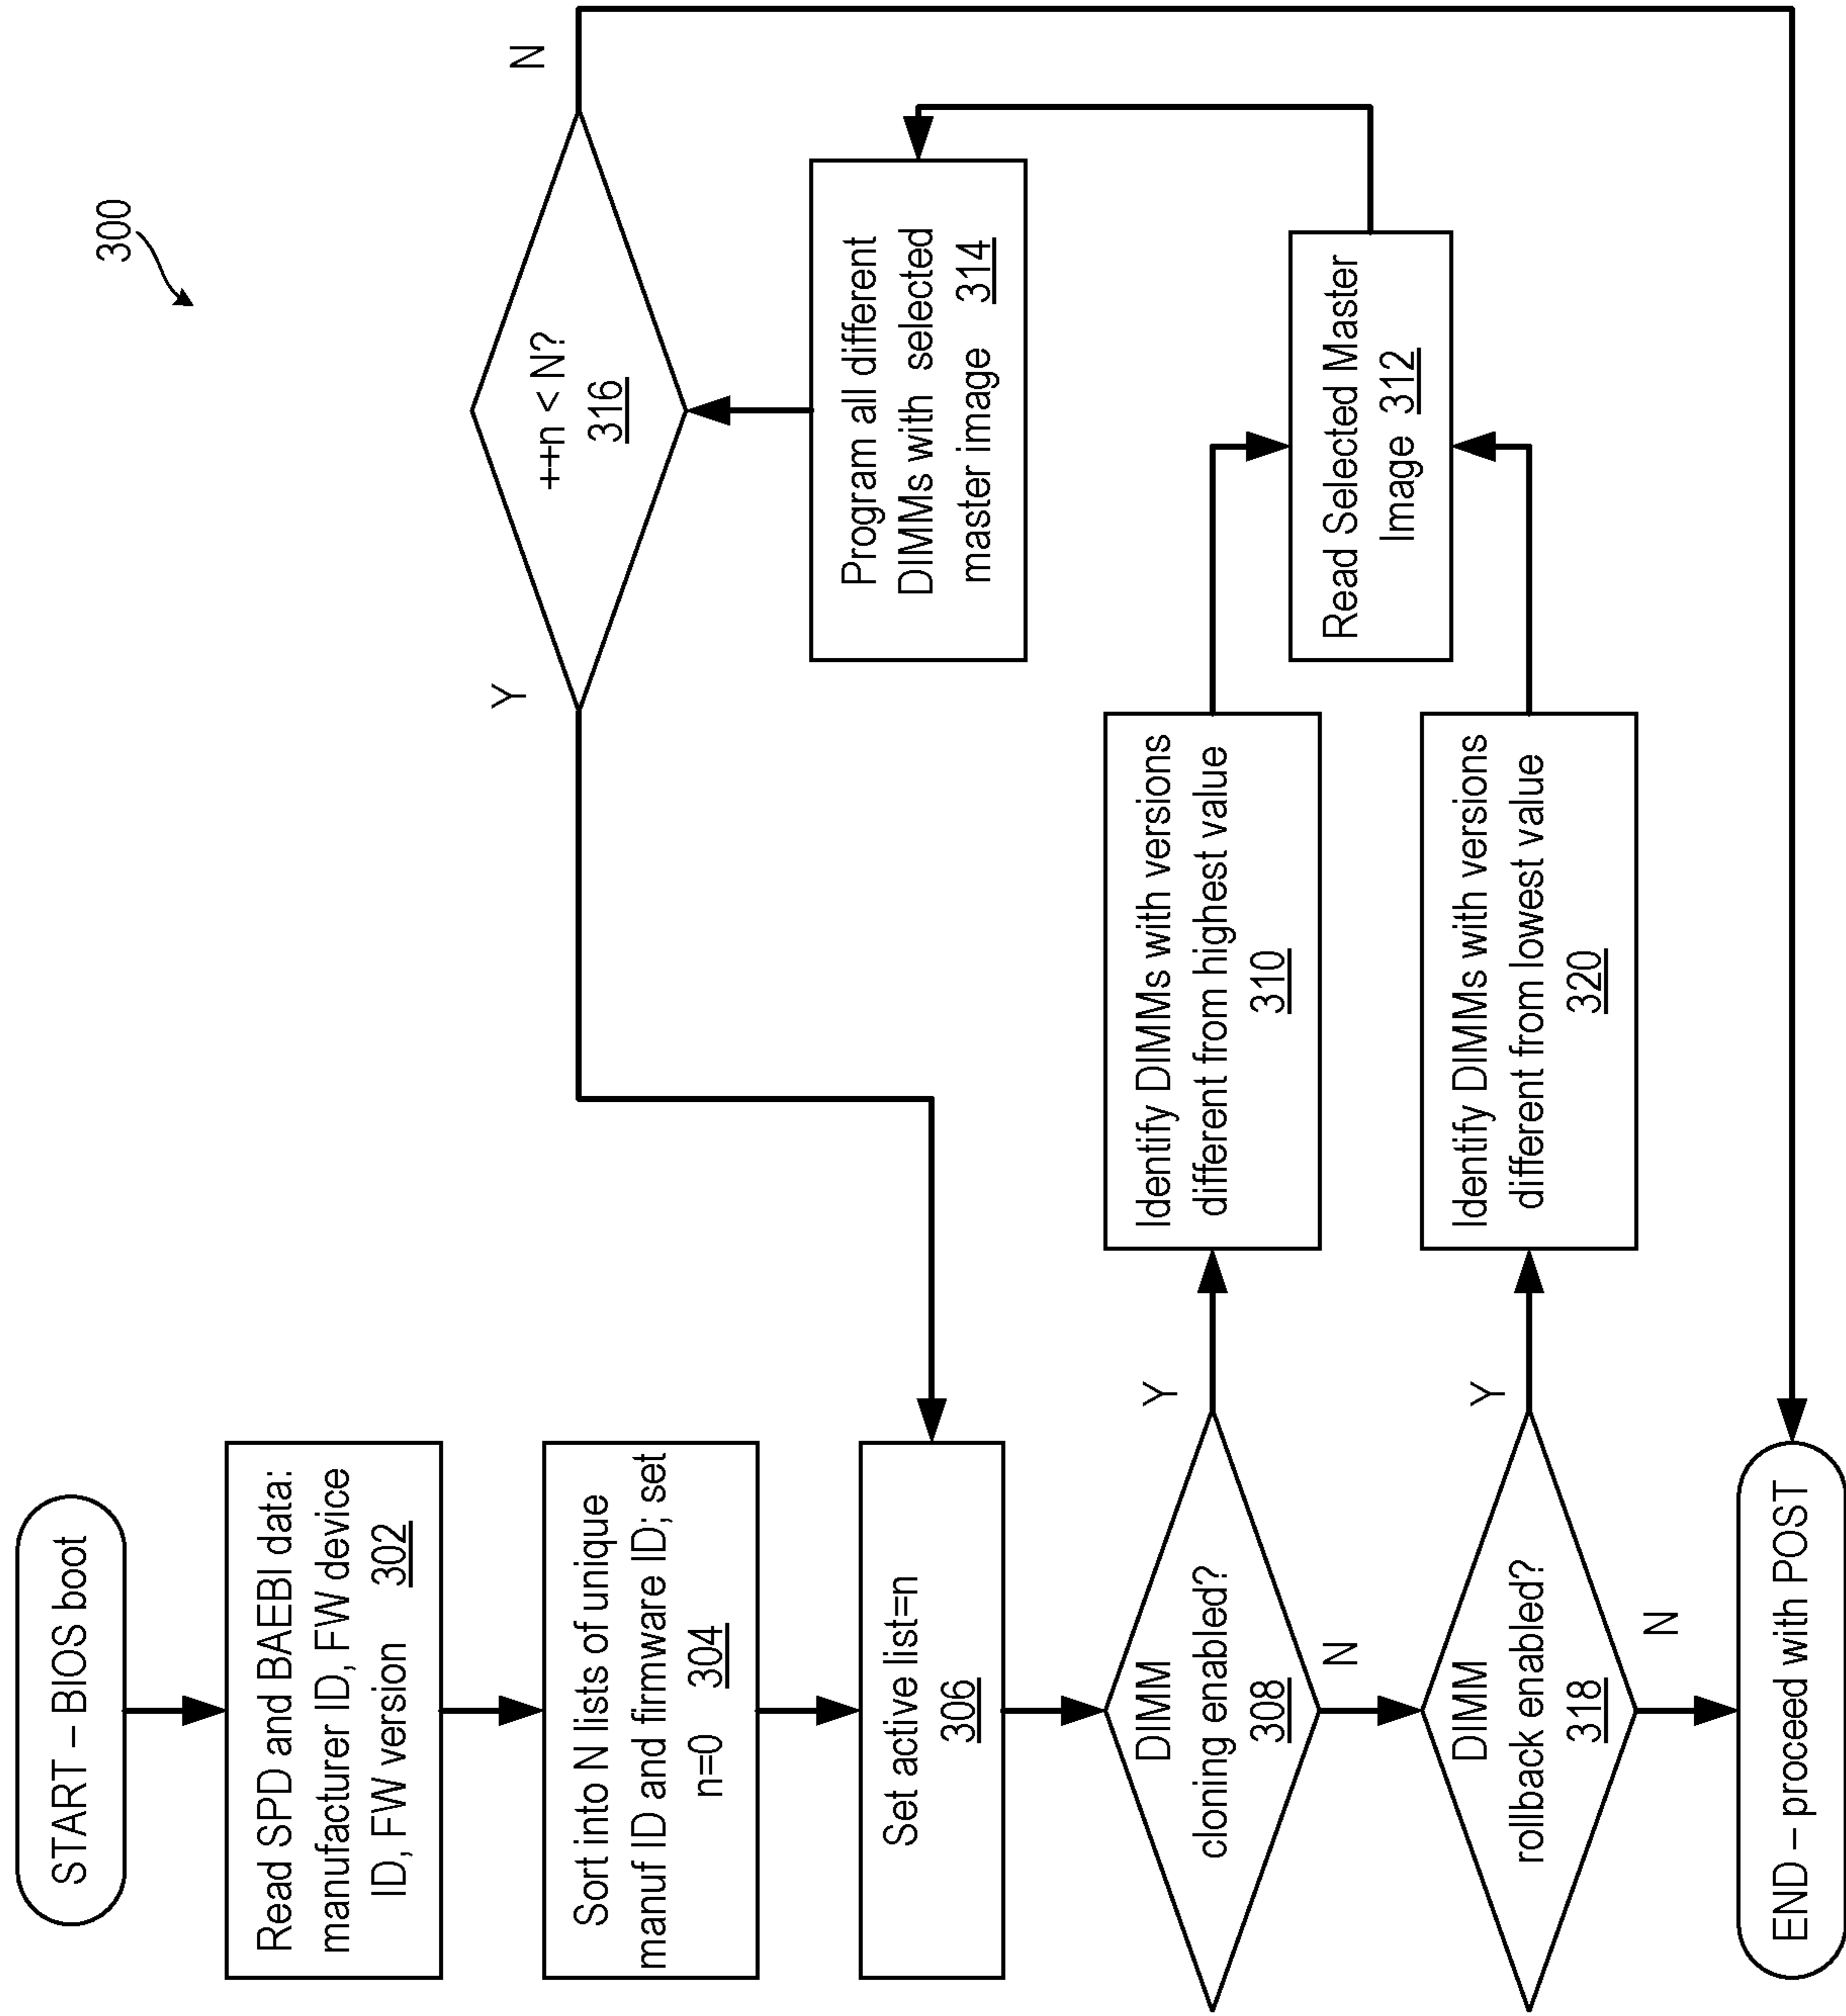 300
START – BIOS boot
Read SPD and BAEBI data:
manufacturer ID, FW device
ID, FW version 302
Sort into N lists of unique
manuf ID and firmware ID; set
n=0 304
Set active list=n
306
DIMM
cloning enabled?
308
Y
N
Identify DIMMs with versions
different from highest value
310
DIMM
rollback enabled?
318
Y
N
Identify DIMMs with versions
different from lowest value
320
Read Selected Master
Image 312
Program all different
DIMMs with selected
master image 314
++n < N?
316
Y
N
END – proceed with POST